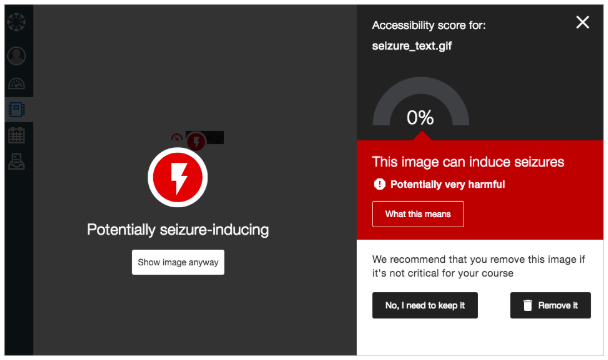 Potentially seizure-inducing
Show image anyway
Accessibility score for:
seizure_text.gif
0%
This image can induce seizures
Potentially very harmful
What this means
We recommend that you remove this image if
it's not critical for your course
No, I need to keep it
Remove it